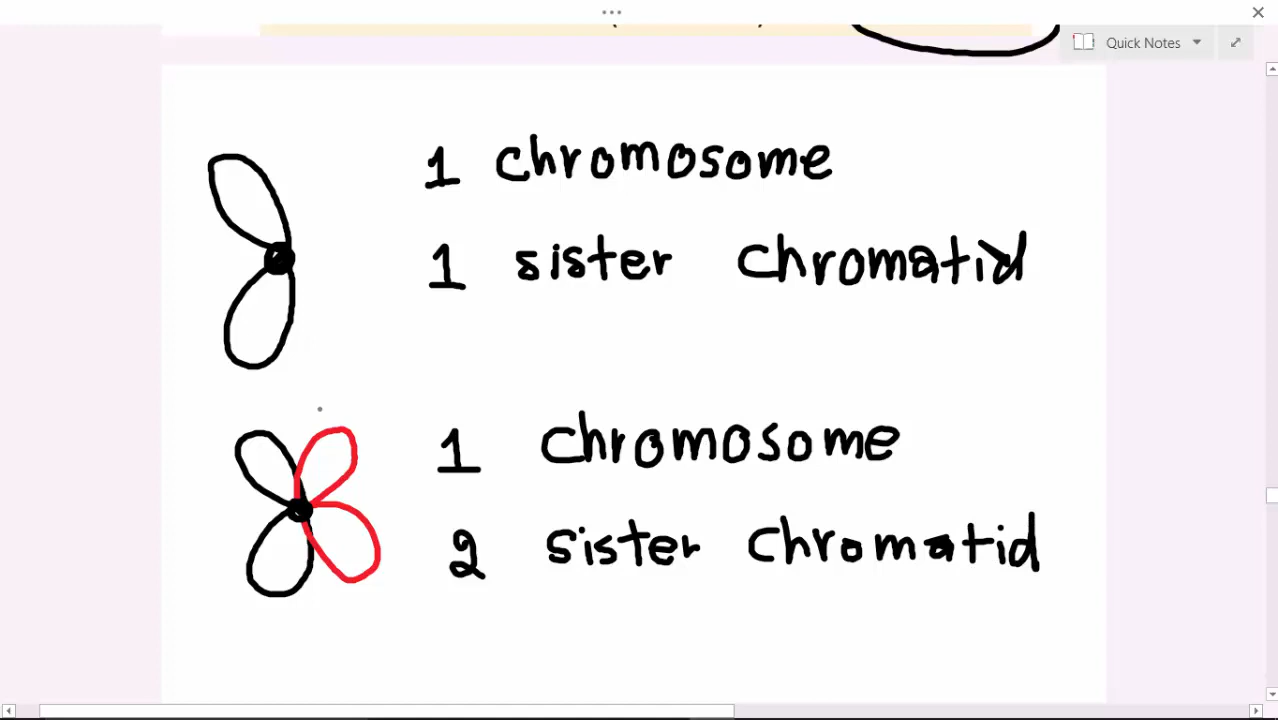 Quick Notes
1 chromosome
1 sister chromatid
1 chromosome
2 sister chromatid